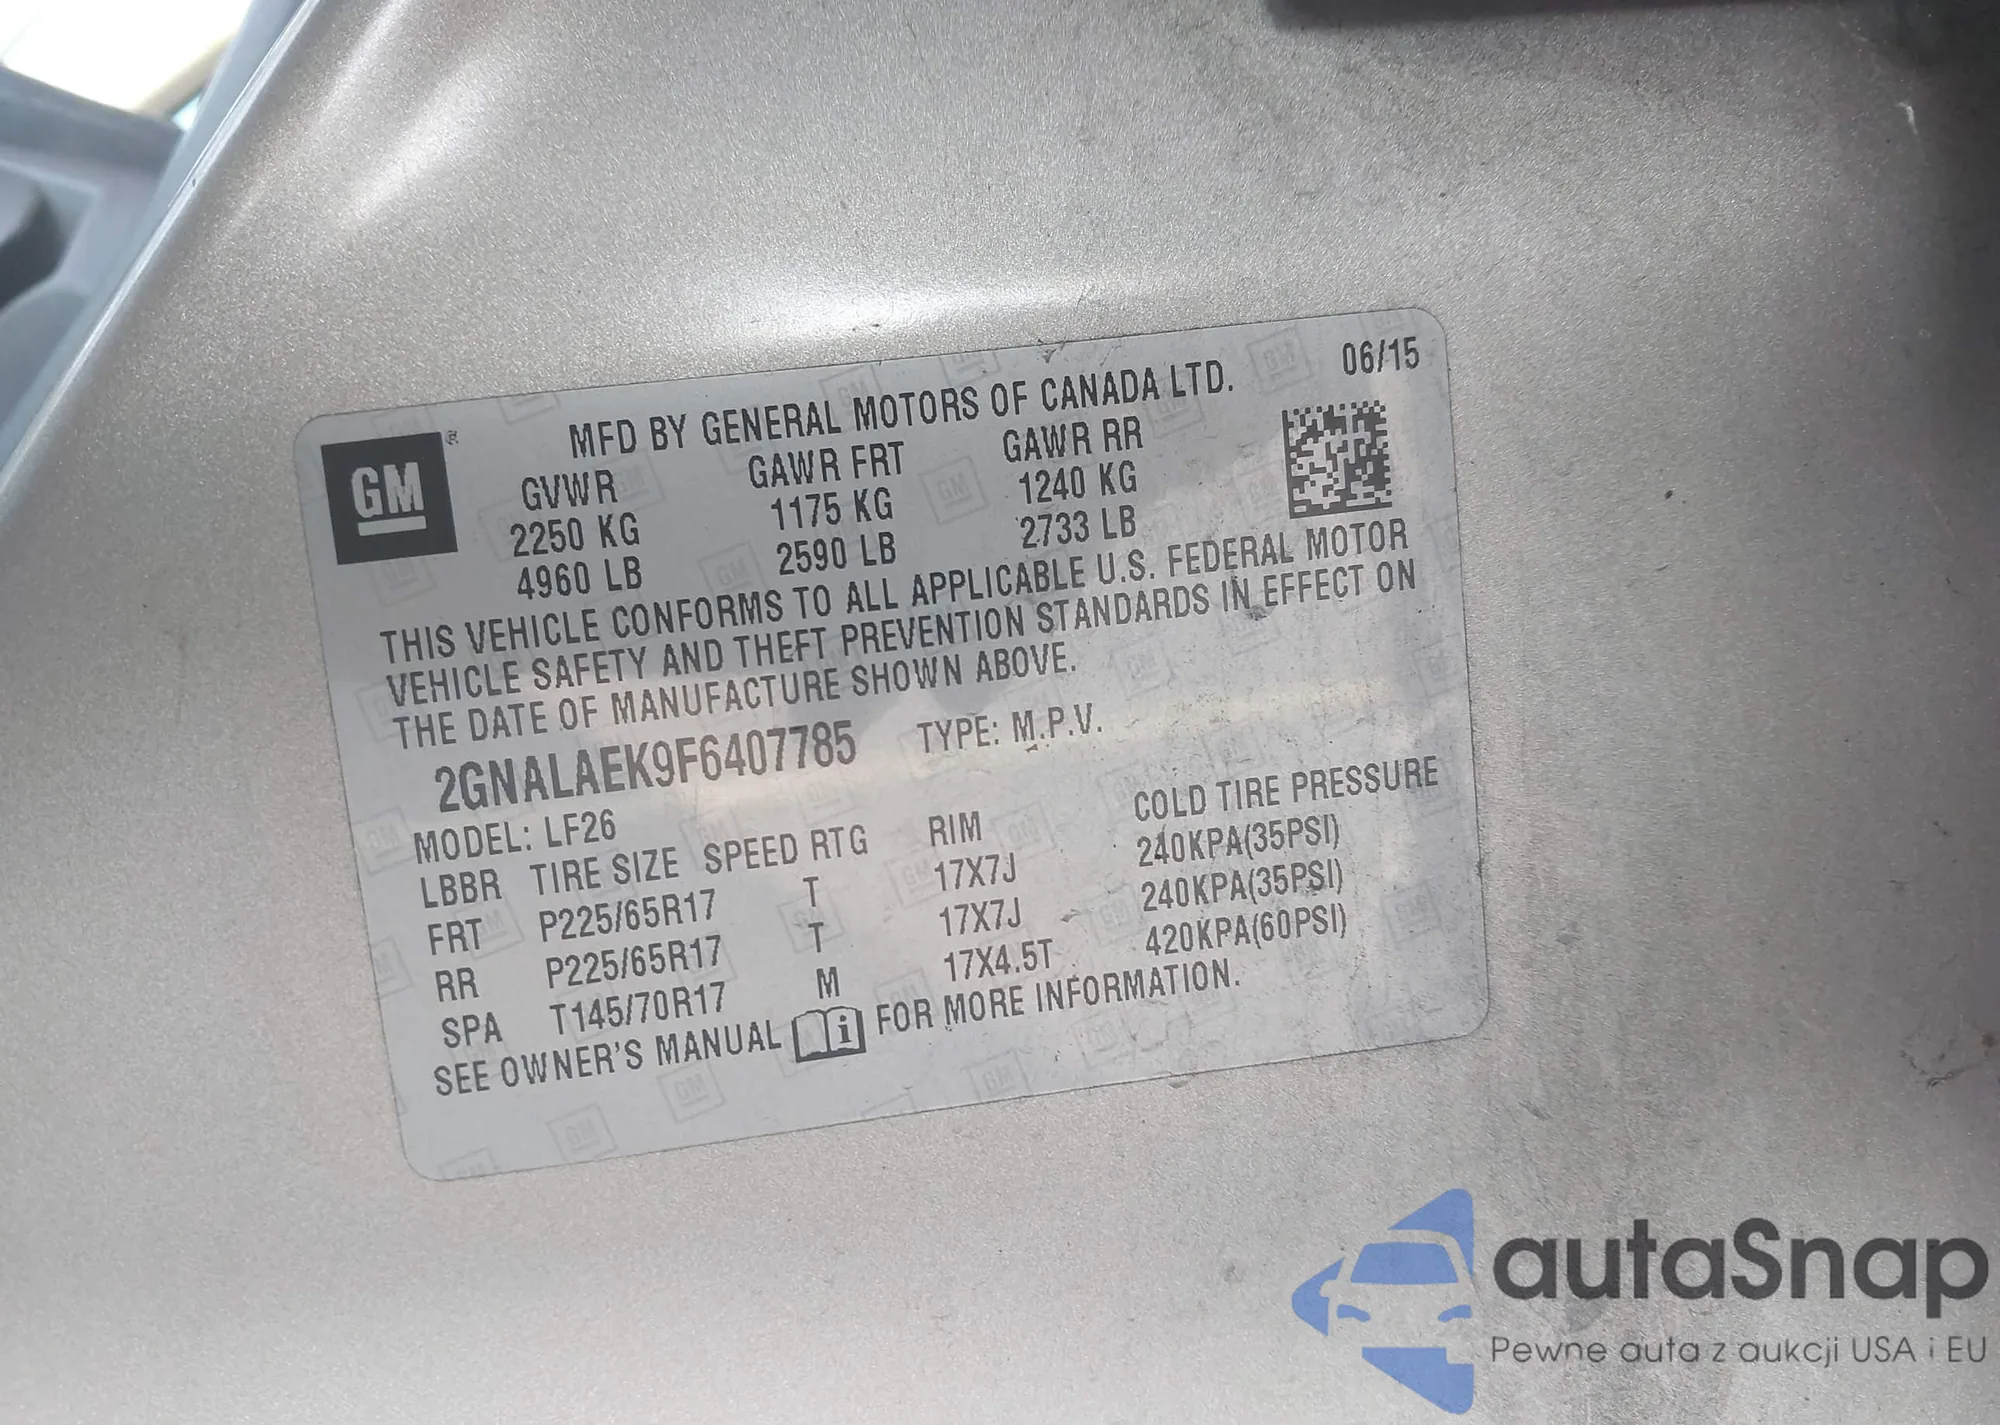 06/15
MFD BY GENERAL MOTORS OF CANADA LTD.
GM ®
GVWR GAWR FRT GAWR RR
2250 KG 1175 KG 1240 KG
4960 LB 2590 LB 2733 LB
THIS VEHICLE CONFORMS TO ALL APPLICABLE U.S. FEDERAL MOTOR
VEHICLE SAFETY AND THEFT PREVENTION STANDARDS IN EFFECT ON
THE DATE OF MANUFACTURE SHOWN ABOVE.
2GNALAEK9F6407785 TYPE: M.P.V.
MODEL: LF26
LBBR TIRE SIZE SPEED RTG RIM COLD TIRE PRESSURE
FRT P225/65R17 T 17X7J 240KPA(35PSI)
RR P225/65R17 T 17X7J 240KPA(35PSI)
SPA T145/70R17 M 17X4.5T 420KPA(60PSI)
SEE OWNER'S MANUAL i FOR MORE INFORMATION.
autaSnap
Pewne auta z aukcji USA i EU